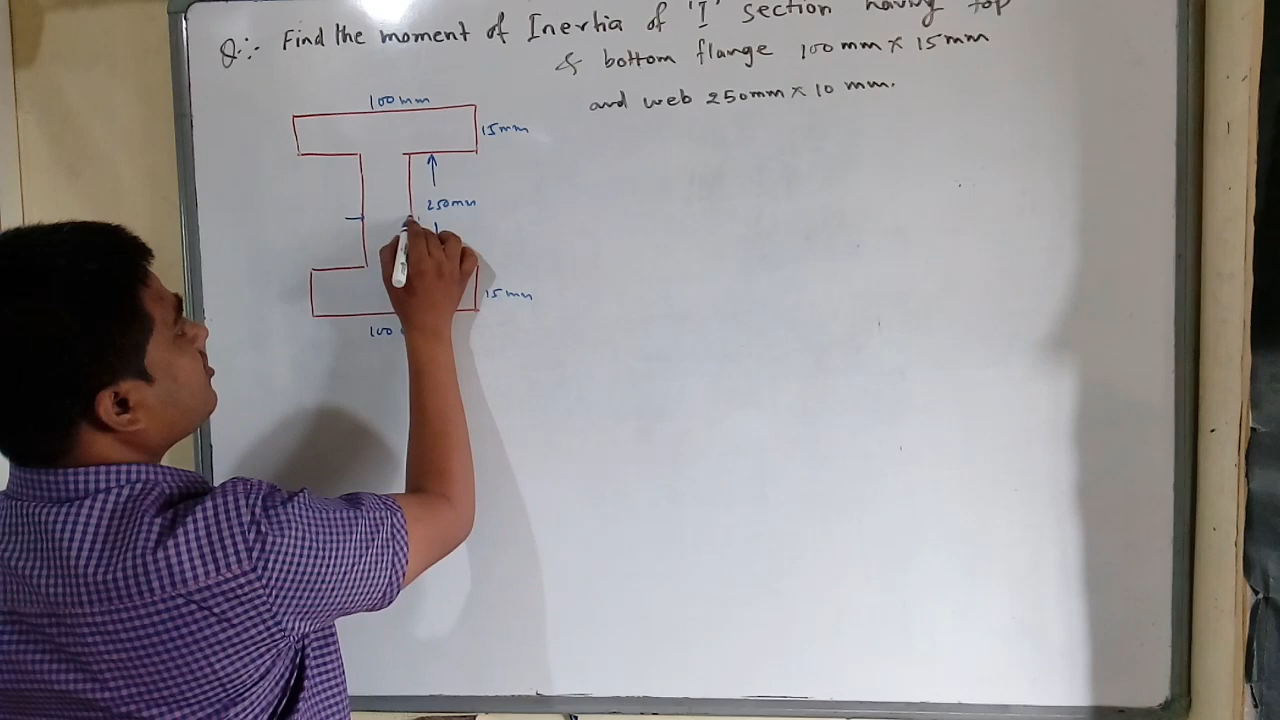 Q:- Find the moment of Inertia of 'I' section having top
& bottom flange 100mm x 15mm
and web 250mm x 10 mm.
100mm
15mm
250mm
15mm
100